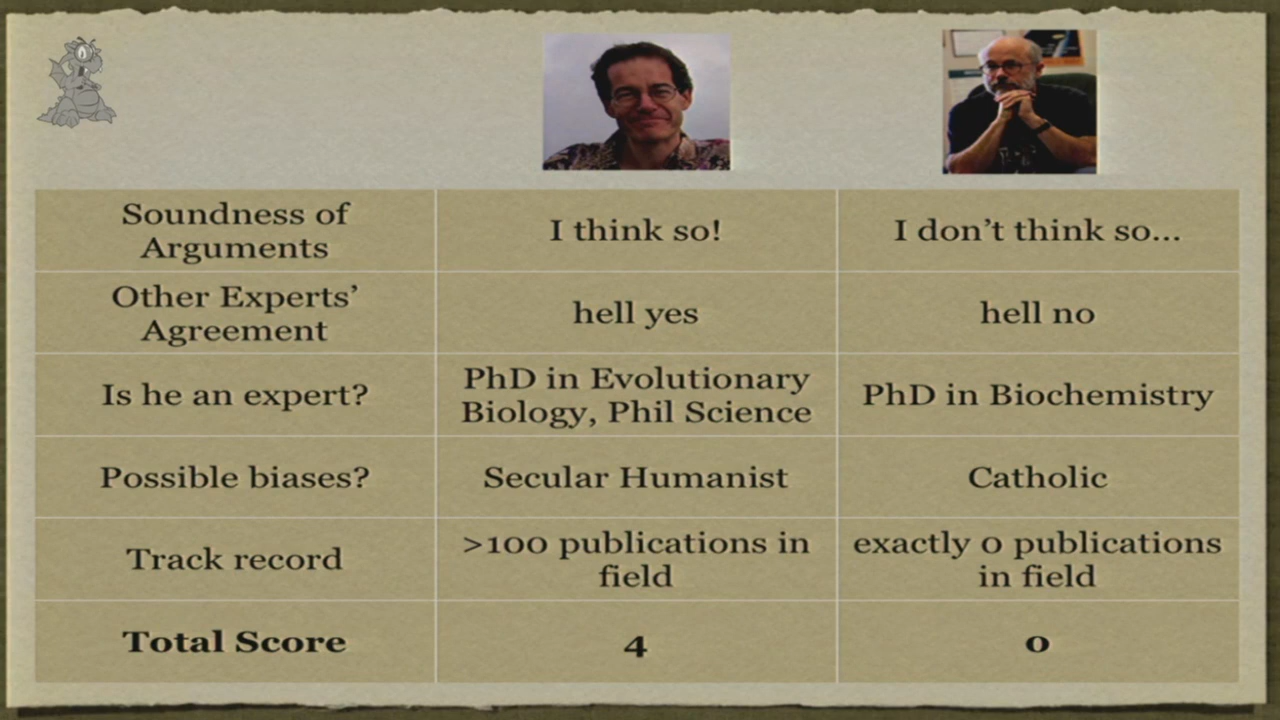 Soundness of
Arguments
I think so!
I don’t think so...
Other Experts’
Agreement
hell yes
hell no
Is he an expert?
PhD in Evolutionary
Biology, Phil Science
PhD in Biochemistry
Possible biases?
Secular Humanist
Catholic
Track record
>100 publications in
field
exactly 0 publications
in field
Total Score
4
0